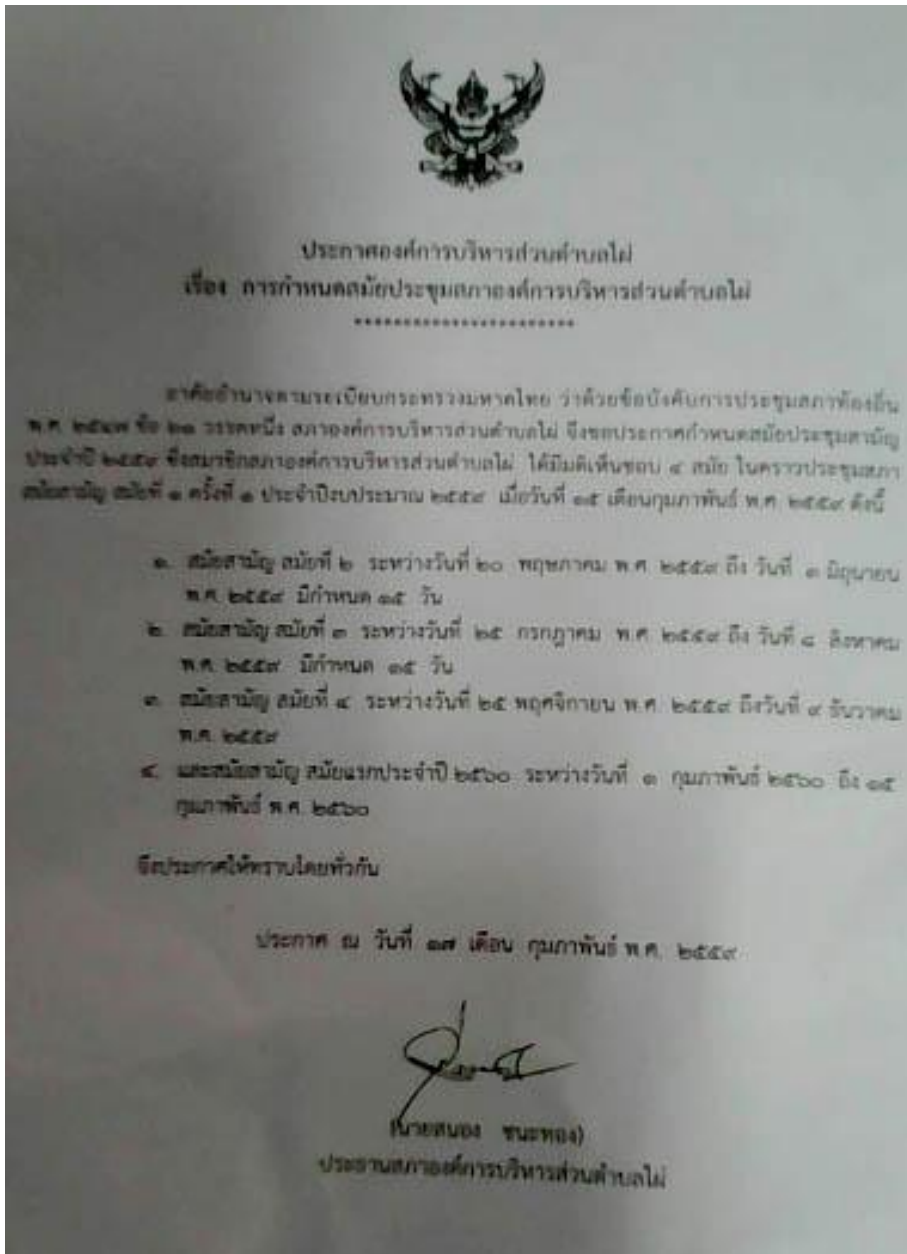 ประกาศองค์การบริหารส่วนตำบลไผ่
เรื่อง การกำหนดสมัยประชุมสภาองค์การบริหารส่วนตำบลไผ่
***********************
อาศัยอำนาจตามระเบียบกระทรวงมหาดไทย ว่าด้วยข้อบังคับการประชุมสภาท้องถิ่น
พ.ศ. ๒๕๔๗ ข้อ ๒๑ วรรคหนึ่ง สภาองค์การบริหารส่วนตำบลไผ่ จึงขอประกาศกำหนดสมัยประชุมสามัญ
ประจำปี ๒๕๕๙ ซึ่งสมาชิกสภาองค์การบริหารส่วนตำบลไผ่ ได้มีมติเห็นชอบ ๔ สมัย ในคราวประชุมสภา
สมัยสามัญ สมัยที่ ๑ ครั้งที่ ๑ ประจำปีงบประมาณ ๒๕๕๙ เมื่อวันที่ ๑๕ เดือนกุมภาพันธ์ พ.ศ. ๒๕๕๙ ดังนี้
๑. สมัยสามัญ สมัยที่ ๒ ระหว่างวันที่ ๒๐ พฤษภาคม พ.ศ. ๒๕๕๙ ถึง วันที่ ๓ มิถุนายน
พ.ศ. ๒๕๕๙ มีกำหนด ๑๕ วัน
๒. สมัยสามัญ สมัยที่ ๓ ระหว่างวันที่ ๒๕ กรกฎาคม พ.ศ. ๒๕๕๙ ถึง วันที่ ๘ สิงหาคม
พ.ศ. ๒๕๕๙ มีกำหนด ๑๕ วัน
๓. สมัยสามัญ สมัยที่ ๔ ระหว่างวันที่ ๒๕ พฤศจิกายน พ.ศ. ๒๕๕๙ ถึงวันที่ ๙ ธันวาคม
พ.ศ. ๒๕๕๙
๔. และสมัยสามัญ สมัยแรกประจำปี ๒๕๖๐ ระหว่างวันที่ ๑ กุมภาพันธ์ ๒๕๖๐ ถึง ๑๕
กุมภาพันธ์ พ.ศ. ๒๕๖๐
จึงประกาศให้ทราบโดยทั่วกัน
ประกาศ ณ วันที่ ๑๗ เดือน กุมภาพันธ์ พ.ศ. ๒๕๕๙
(นายสนอง ชนะทอง)
ประธานสภาองค์การบริหารส่วนตำบลไผ่